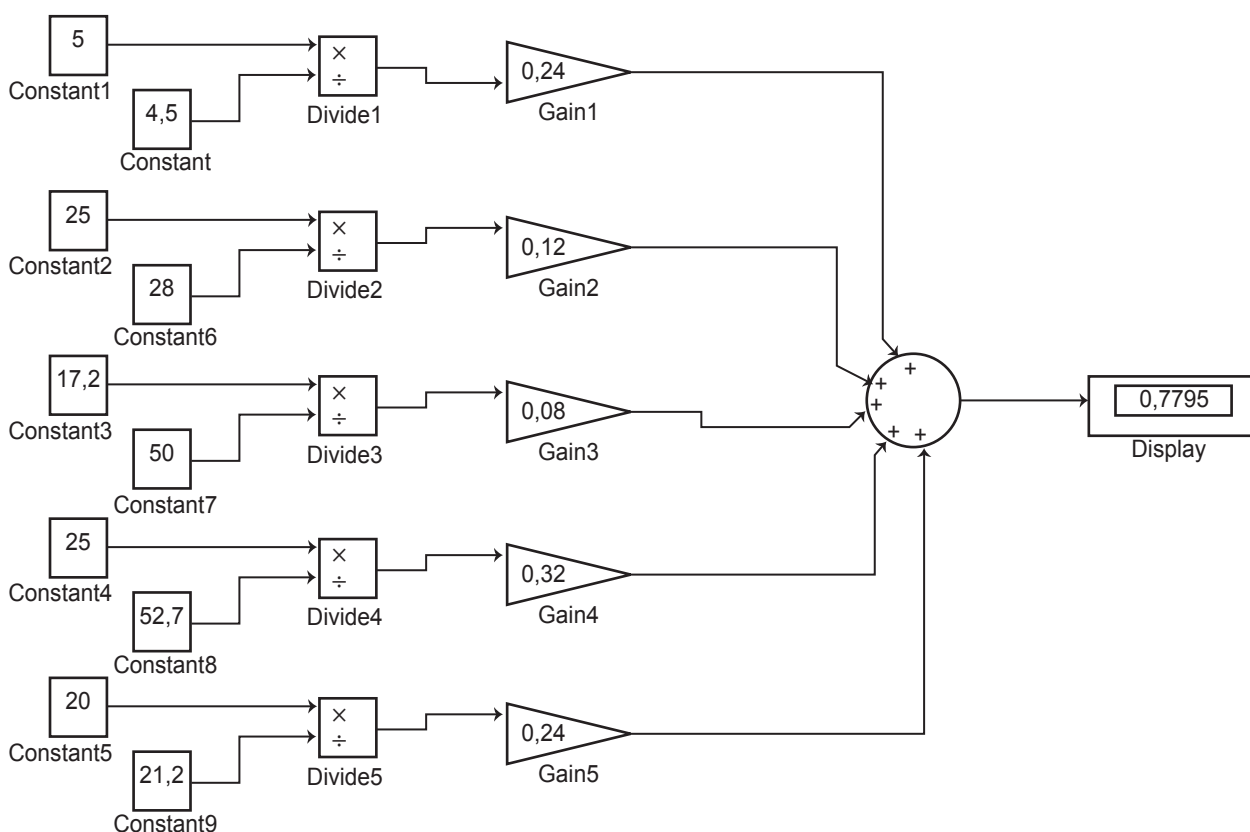 5
×
÷
0,24
Constant1
Divide1
Gain1
4,5
Constant
25
×
÷
0,12
Constant2
Divide2
Gain2
28
Constant6
17,2
×
÷
0,08
Constant3
Divide3
Gain3
50
Constant7
+
+
+
+
+
0,7795
Display
25
×
÷
0,32
Constant4
Divide4
Gain4
52,7
Constant8
20
×
÷
0,24
Constant5
Divide5
Gain5
21,2
Constant9